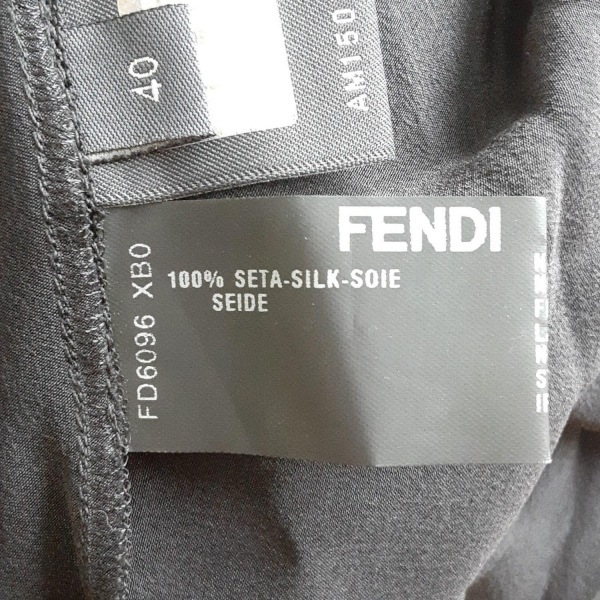 40
AM150
FENDI
100% SETA-SILK-SOIE
SEIDE
FD6096 XB0